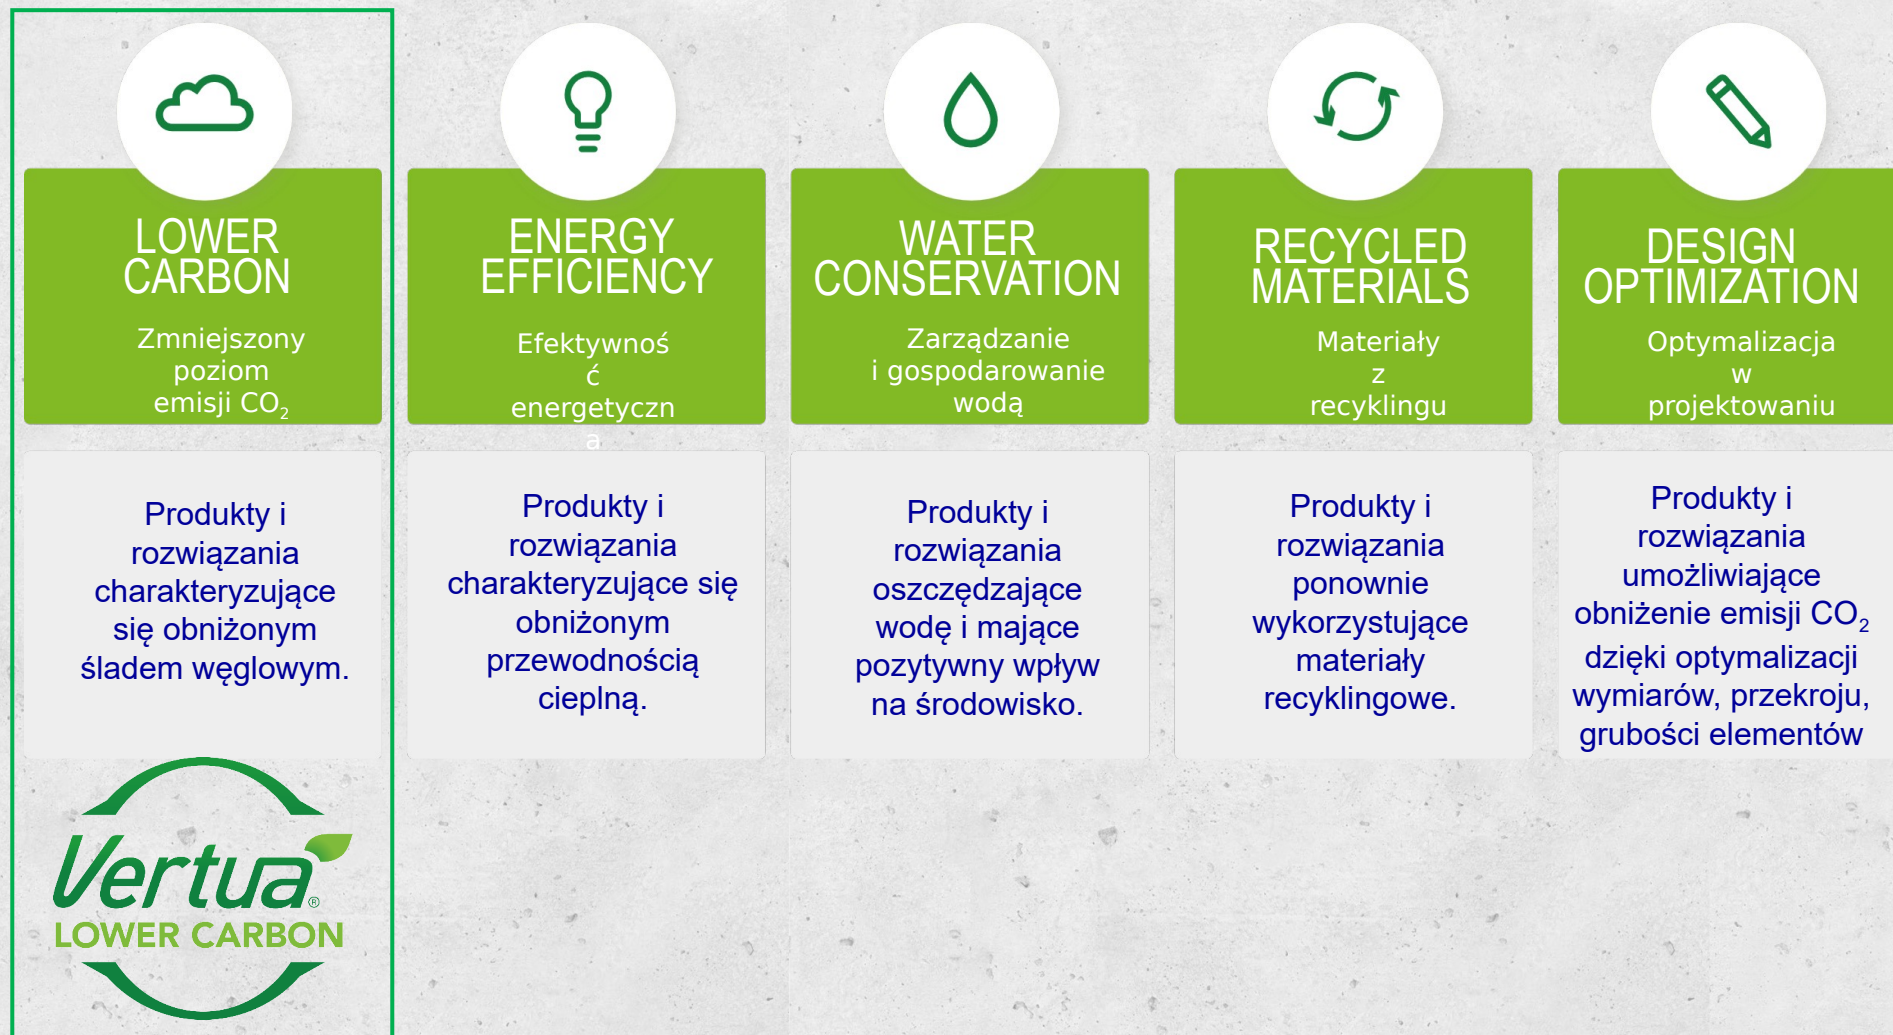 LOWER
CARBON
Zmniejszony
poziom
emisji CO₂
Produkty i
rozwiązania
charakteryzujące
się obniżonym
śladem węglowym.
Vertua®
LOWER CARBON
ENERGY
EFFICIENCY
Efektywnoś
ć
energetyczn
a
Produkty i
rozwiązania
charakteryzujące się
obniżonym
przewodnością
cieplną.
WATER
CONSERVATION
Zarządzanie
i gospodarowanie
wodą
Produkty i
rozwiązania
oszczędzające
wodę i mające
pozytywny wpływ
na środowisko.
RECYCLED
MATERIALS
Materiały
z
recyklingu
Produkty i
rozwiązania
ponownie
wykorzystujące
materiały
recyklingowe.
DESIGN
OPTIMIZATION
Optymalizacja
w
projektowaniu
Produkty i
rozwiązania
umożliwiające
obniżenie emisji CO₂
dzięki optymalizacji
wymiarów, przekroju,
grubości elementów